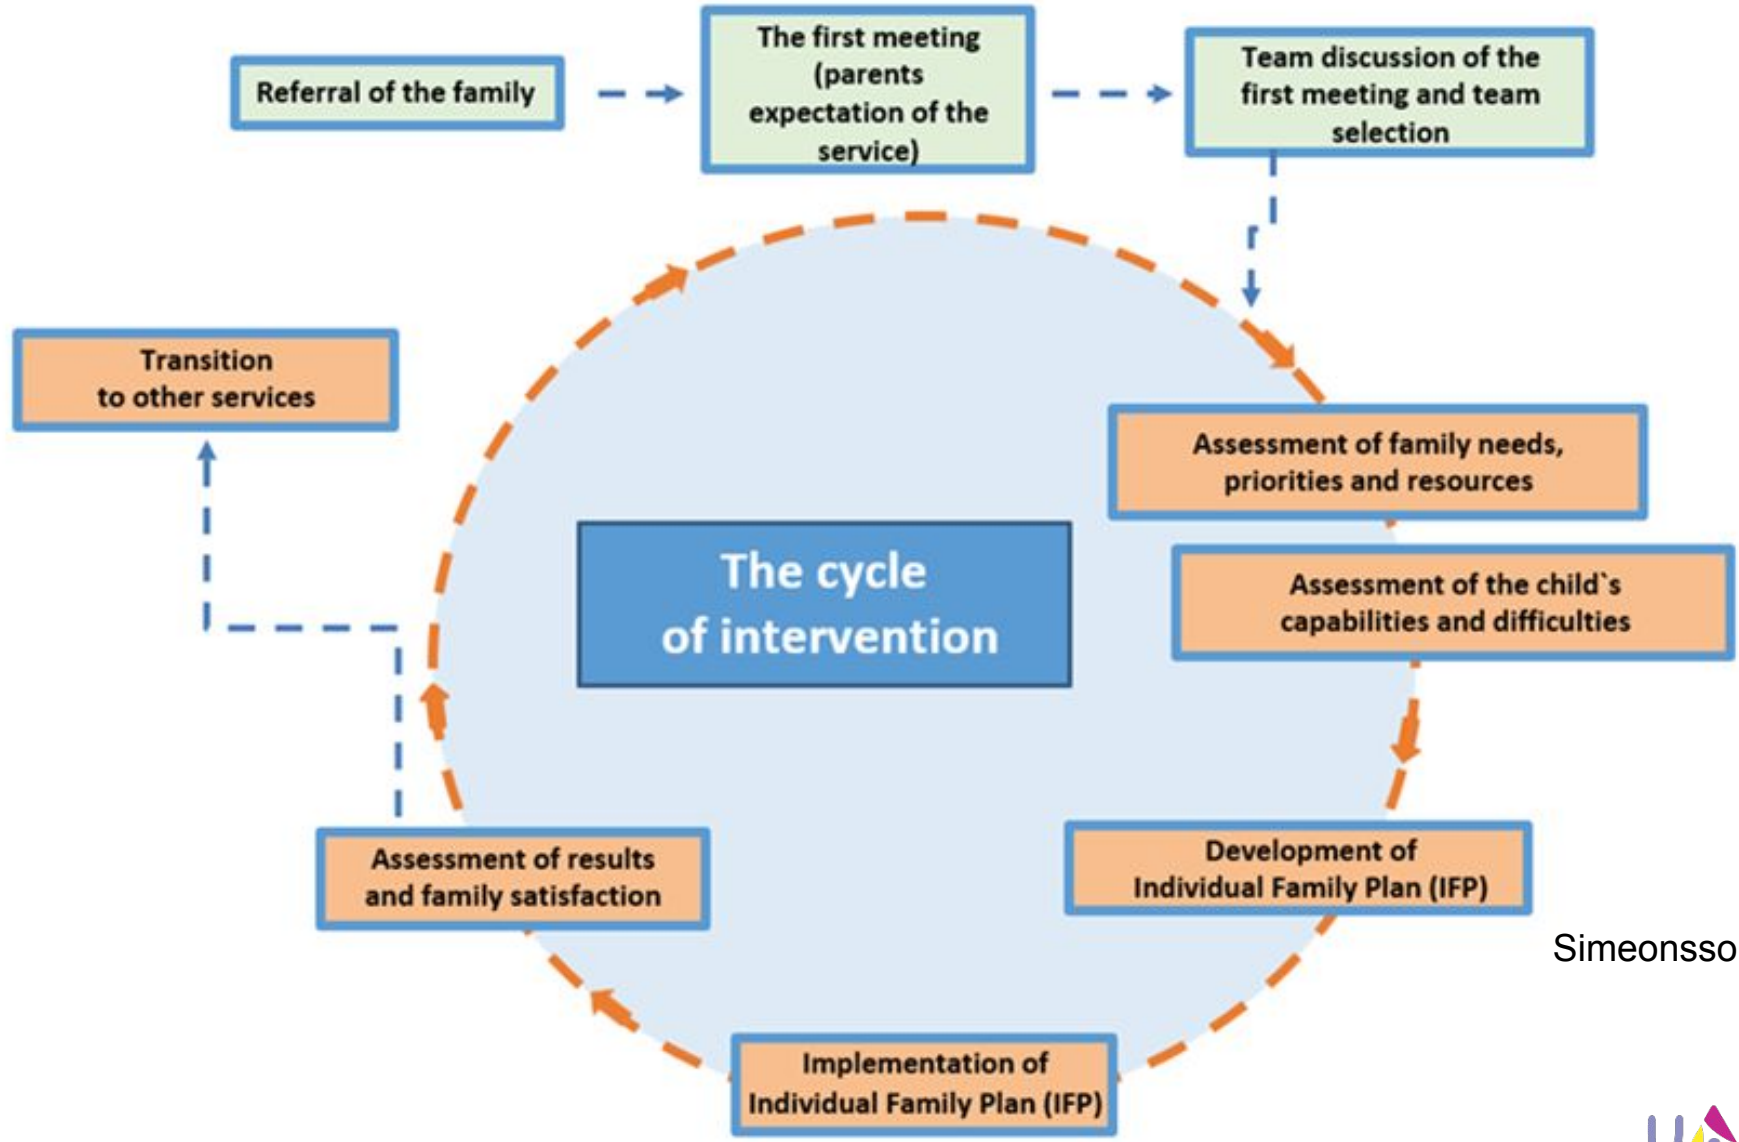 Referral of the family
The first meeting
(parents
expectation of the
service)
Team discussion of the
first meeting and team
selection
Transition
to other services
Assessment of family needs,
priorities and resources
The cycle
of intervention
Assessment of the child`s
capabilities and difficulties
Assessment of results
and family satisfaction
Development of
Individual Family Plan (IFP)
Simeonsso
Implementation of
Individual Family Plan (IFP)